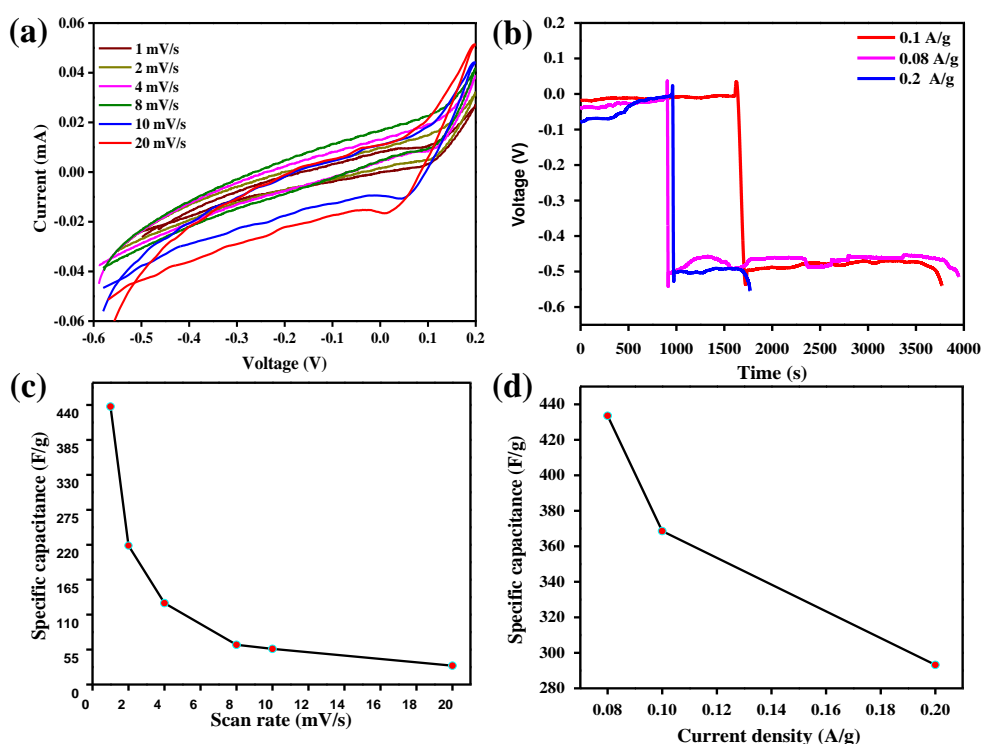 (a)
1 mV/s
2 mV/s
4 mV/s
8 mV/s
10 mV/s
20 mV/s
0.06
0.04
0.02
0.00
-0.02
-0.04
-0.06
Current (mA)
-0.6 -0.5 -0.4 -0.3 -0.2 -0.1 0.0 0.1 0.2
Voltage (V)
(b)
0.1 A/g
0.08 A/g
0.2 A/g
0.2
0.1
0.0
-0.1
-0.2
-0.3
-0.4
-0.5
-0.6
Voltage (V)
0 500 1000 1500 2000 2500 3000 3500 4000
Time (s)
(c)
440
385
330
275
220
165
110
55
0
Specific capacitance (F/g)
0 2 4 6 8 10 12 14 16 18 20
Scan rate (mV/s)
(d)
440
420
400
380
360
340
320
300
280
Specific capacitance (F/g)
0.08 0.10 0.12 0.14 0.16 0.18 0.20
Current density (A/g)